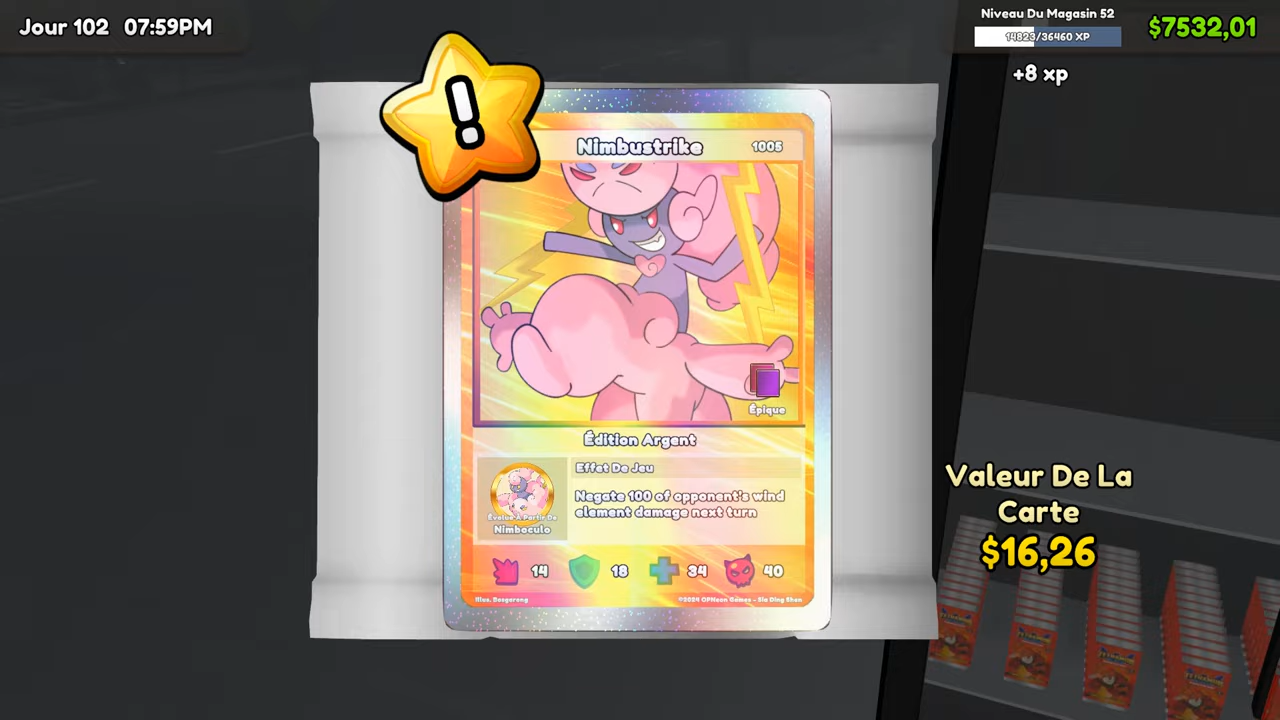 Jour 102 07:59PM
Niveau Du Magasin 52
14823/36460 XP
$7532,01
+8 xp
!
Nimbustrike 1005
Épique
Édition Argent
Effet De Jeu
Negate 100 of opponent's wind
element damage next turn
Évolue À Partir De
Nimboculo
14 18 34 40
Illus. Basgareng
©2024 OPNeon Games - Sia Ding Shen
Valeur De La
Carte
$16,26